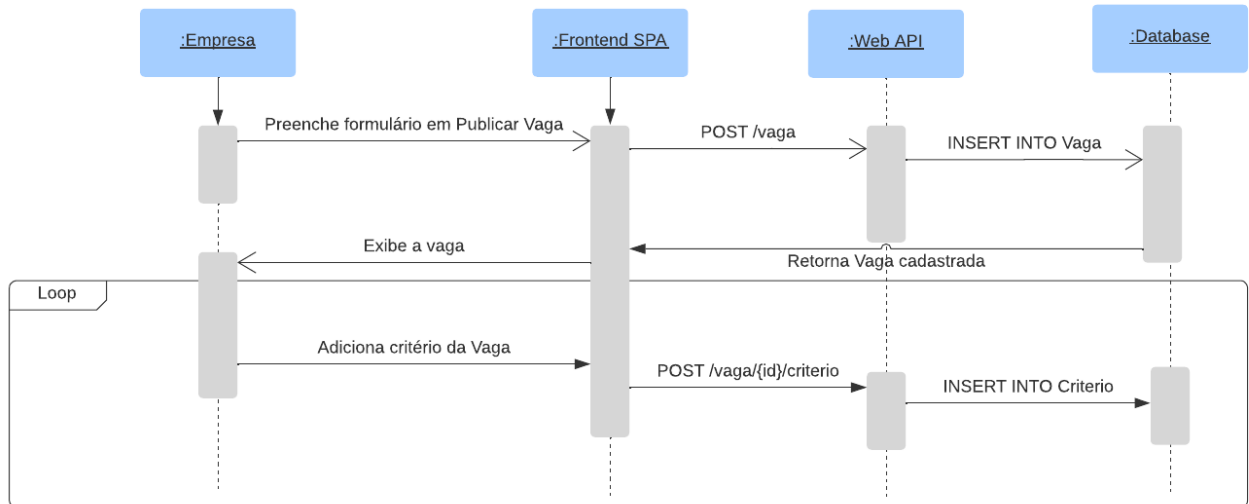 :Empresa
:Frontend SPA
:Web API
:Database
Preenche formulário em Publicar Vaga
POST /vaga
INSERT INTO Vaga
Exibe a vaga
Retorna Vaga cadastrada
Loop
Adiciona critério da Vaga
POST /vaga/{id}/criterio
INSERT INTO Criterio